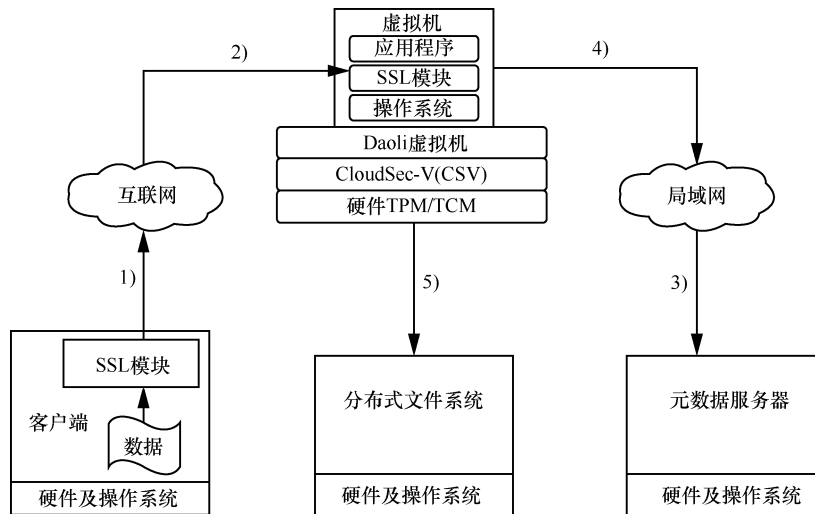 虚拟机
应用程序
SSL模块
操作系统
2)
4)
Daoli虚拟机
CloudSec-V(CSV)
硬件TPM/TCM
互联网
局域网
1)
5)
3)
SSL模块
客户端
数据
硬件及操作系统
分布式文件系统
硬件及操作系统
元数据服务器
硬件及操作系统